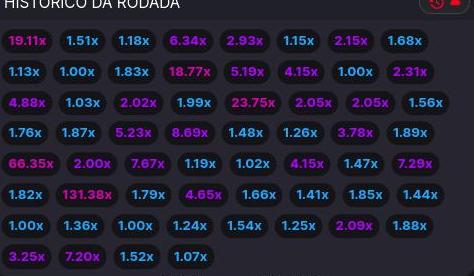 HISTÓRICO DA RODADA
19.11x 1.51x 1.18x 6.34x 2.93x 1.15x 2.15x 1.68x
1.13x 1.00x 1.83x 18.77x 5.19x 4.15x 1.00x 2.31x
4.88x 1.03x 2.02x 1.99x 23.75x 2.05x 2.05x 1.56x
1.76x 1.87x 5.23x 8.69x 1.48x 1.26x 3.78x 1.89x
66.35x 2.00x 7.67x 1.19x 1.02x 4.15x 1.47x 7.29x
1.82x 131.38x 1.79x 4.65x 1.66x 1.41x 1.85x 1.44x
1.00x 1.36x 1.00x 1.24x 1.54x 1.25x 2.09x 1.88x
3.25x 7.20x 1.52x 1.07x